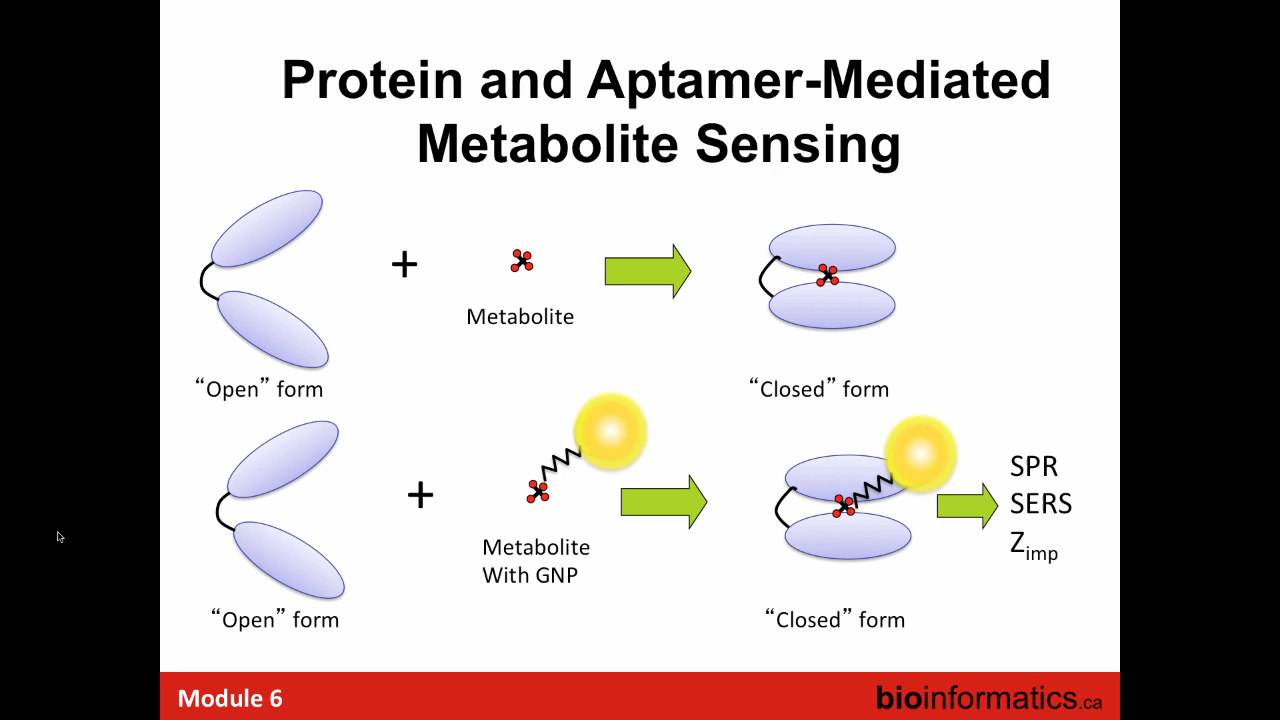 Protein and Aptamer-Mediated
Metabolite Sensing
+
Metabolite
“Open” form
“Closed” form
+
Metabolite
With GNP
SPR
SERS
Zimp
“Open” form
“Closed” form
Module 6
bioinformatics.ca